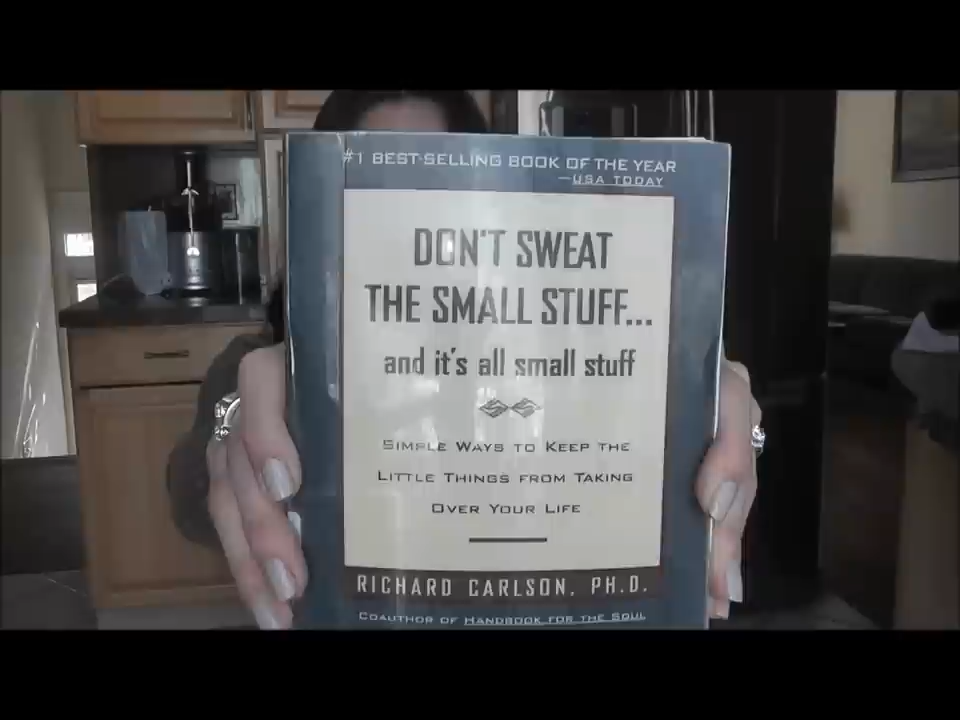 #1 BEST-SELLING BOOK OF THE YEAR
—USA TODAY
DON'T SWEAT
THE SMALL STUFF...
and it's all small stuff
SIMPLE WAYS TO KEEP THE
LITTLE THINGS FROM TAKING
OVER YOUR LIFE
RICHARD CARLSON, PH.D.
COAUTHOR OF HANDBOOK FOR THE SOUL